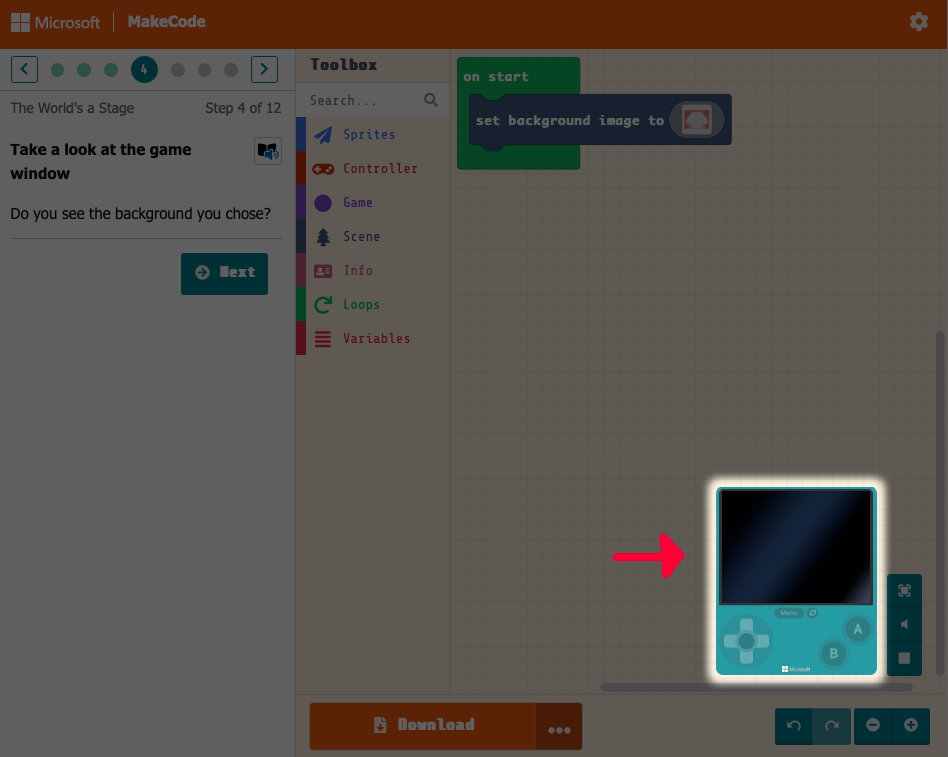 Microsoft MakeCode
4
The World's a Stage Step 4 of 12
Take a look at the game
window
Do you see the background you chose?
Next
Toolbox
Search...
Sprites
Controller
Game
Scene
Info
Loops
Variables
on start
set background image to
Menu
A
B
Microsoft
Download